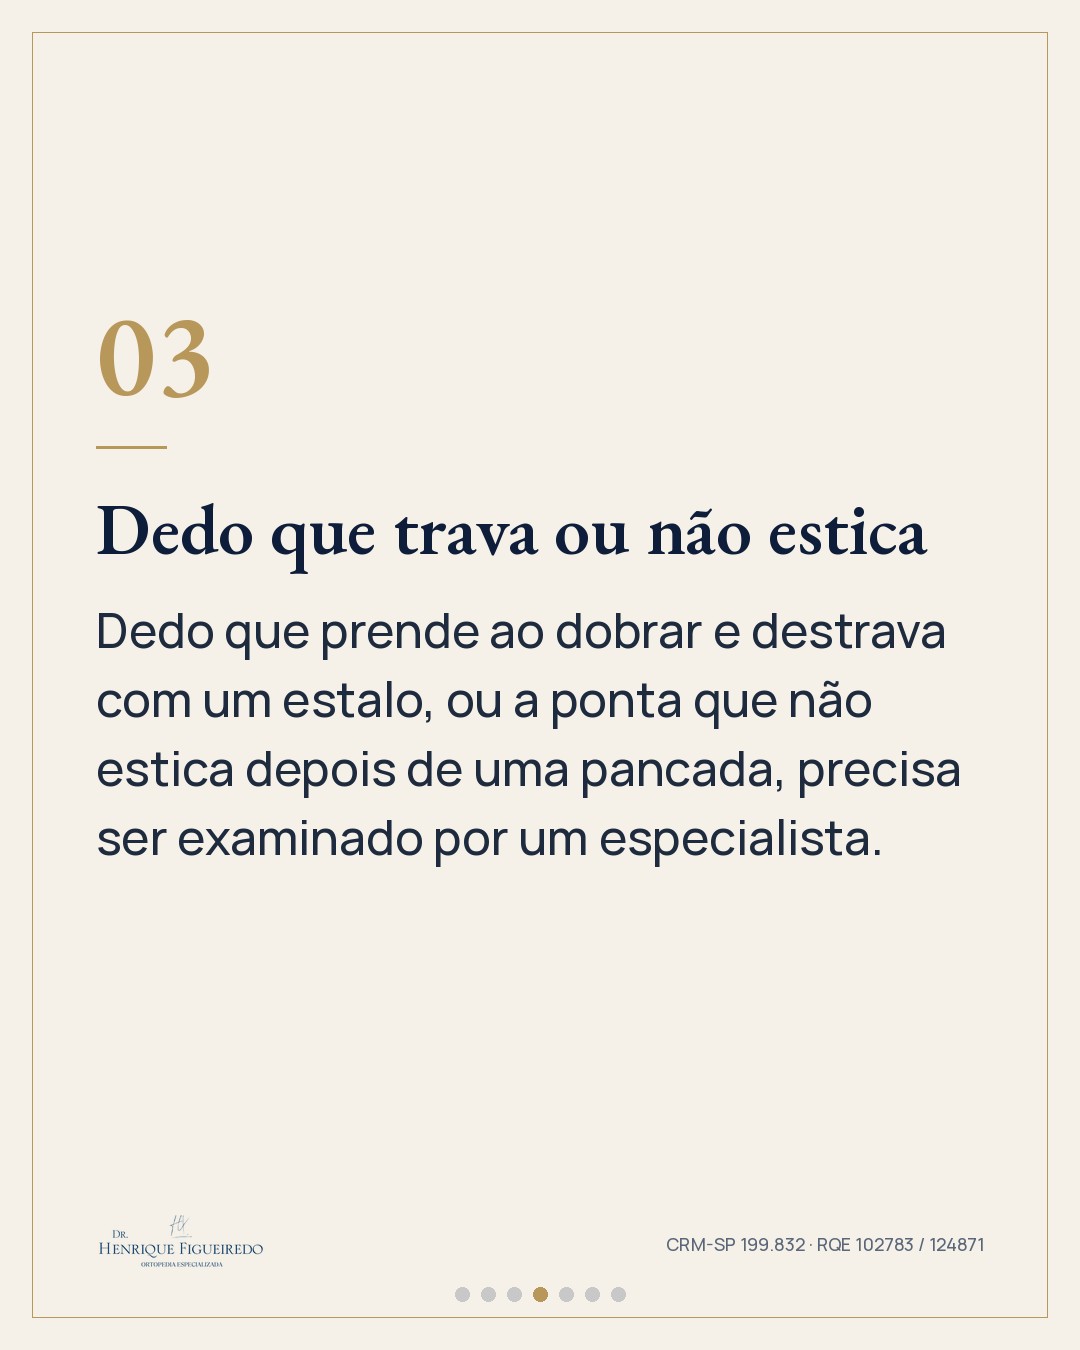 03
Dedo que trava ou não estica
Dedo que prende ao dobrar e destrava
com um estalo, ou a ponta que não
estica depois de uma pancada, precisa
ser examinado por um especialista.
DR.
HENRIQUE FIGUEIREDO
ORTOPEDIA ESPECIALIZADA
CRM-SP 199.832 · RQE 102783 / 124871